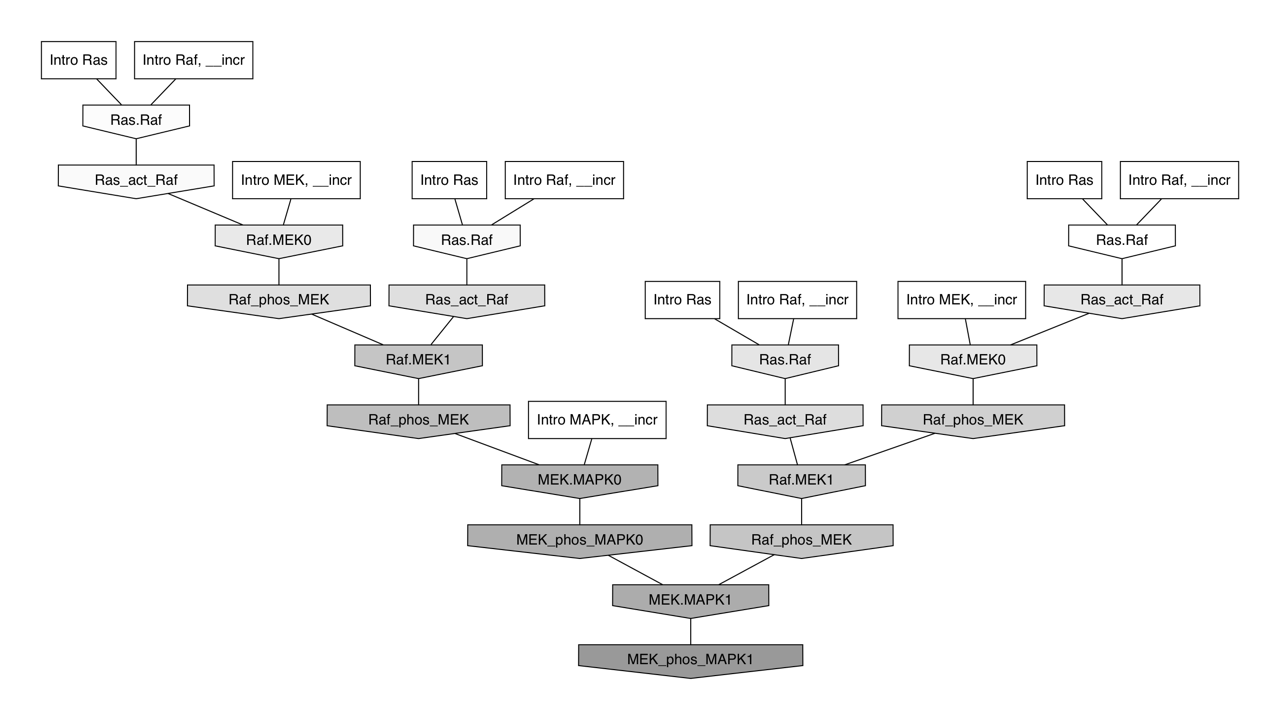 Intro Ras
Intro Raf, __incr
Ras.Raf
Ras_act_Raf
Intro MEK, __incr
Intro Ras
Intro Raf, __incr
Intro Ras
Intro Raf, __incr
Raf.MEK0
Ras.Raf
Ras.Raf
Raf_phos_MEK
Ras_act_Raf
Intro Ras
Intro Raf, __incr
Intro MEK, __incr
Ras_act_Raf
Raf.MEK1
Ras.Raf
Raf.MEK0
Raf_phos_MEK
Intro MAPK, __incr
Ras_act_Raf
Raf_phos_MEK
MEK.MAPK0
Raf.MEK1
MEK_phos_MAPK0
Raf_phos_MEK
MEK.MAPK1
MEK_phos_MAPK1